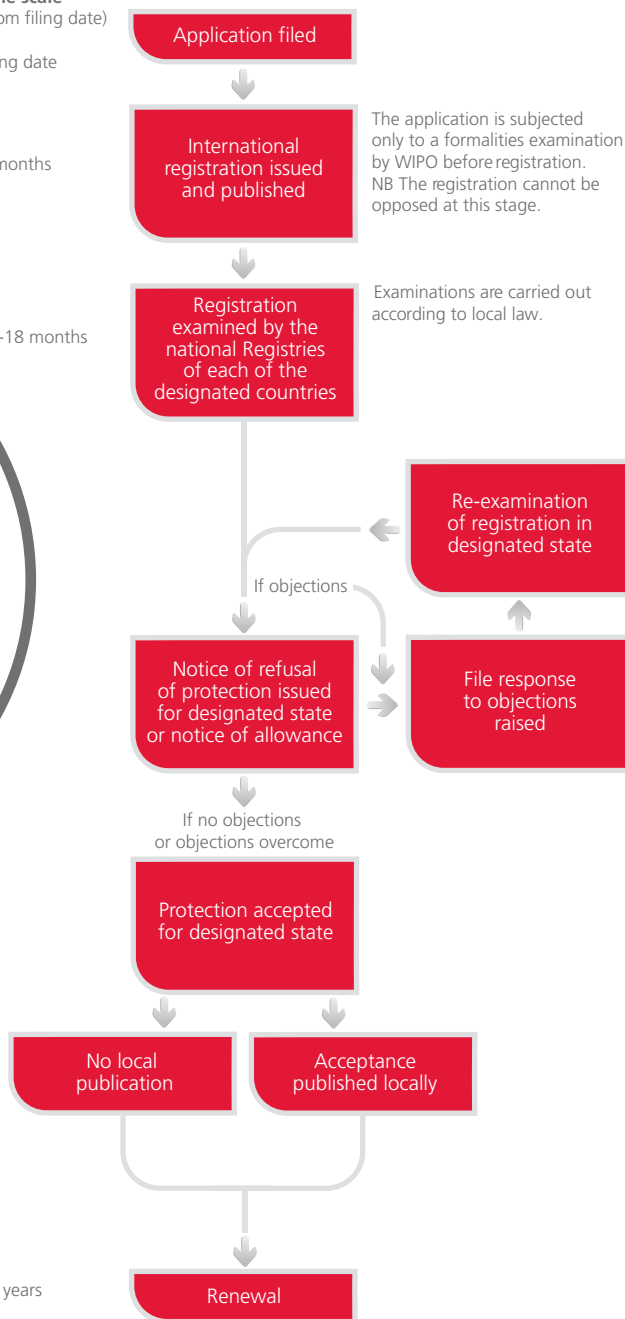 ne scale
om filing date)
Application filed
ng date
International
registration issued
and published
months
The application is subjected
only to a formalities examination
by WIPO before registration.
NB The registration cannot be
opposed at this stage.
Registration
examined by the
national Registries
of each of the
designated countries
-18 months
Examinations are carried out
according to local law.
Re-examination
of registration in
designated state
If objections
Notice of refusal
of protection issued
for designated state
or notice of allowance
File response
to objections
raised
If no objections
or objections overcome
Protection accepted
for designated state
No local
publication
Acceptance
published locally
years
Renewal